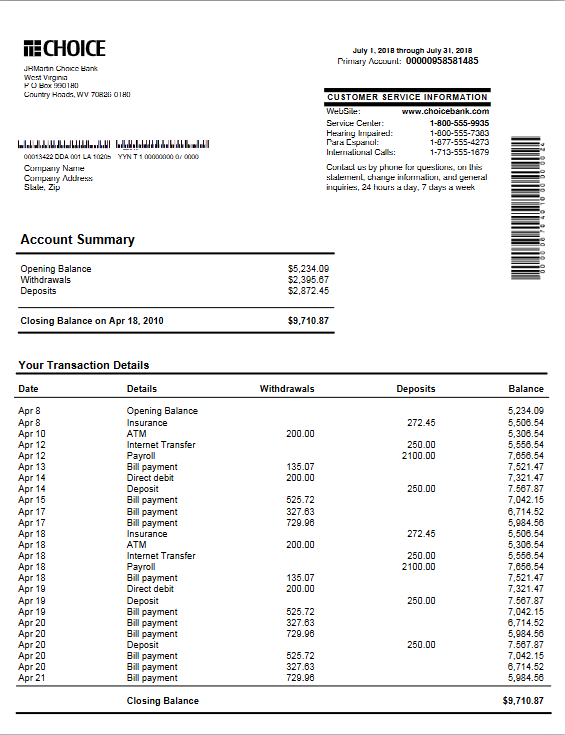 CHOICE
JRMartin Choice Bank
West Virginia
P O Box 990180
Country Roads, WV 70826 0180
July 1, 2018 through July 31, 2018
Primary Account: 00000958581485
CUSTOMER SERVICE INFORMATION
WebSite: www.choicebank.com
Service Center: 1-800-555-9935
Hearing Impaired: 1-800-555-7383
Para Espanol: 1-877-555-4273
International Calls: 1-713-555-1679
Contact us by phone for questions, on this
statement, change information, and general
inquiries, 24 hours a day, 7 days a week
00013422 DDA 001 LA 10205 YYN T 1 00000000 0/ 0000
Company Name
Company Address
State, Zip
Account Summary
Opening Balance $5,234.09
Withdrawals $2,395.67
Deposits $2,872.45
Closing Balance on Apr 18, 2010 $9,710.87
Your Transaction Details
Date Details Withdrawals Deposits Balance
Apr 8 Opening Balance 5,234.09
Apr 8 Insurance 272.45 5,506.54
Apr 10 ATM 200.00 5,306.54
Apr 12 Internet Transfer 250.00 5,556.54
Apr 12 Payroll 2100.00 7,656.54
Apr 13 Bill payment 135.07 7,521.47
Apr 14 Direct debit 200.00 7,321.47
Apr 14 Deposit 250.00 7.567.87
Apr 15 Bill payment 525.72 7,042.15
Apr 17 Bill payment 327.63 6,714.52
Apr 17 Bill payment 729.96 5,984.56
Apr 18 Insurance 272.45 5,506.54
Apr 18 ATM 200.00 5,306.54
Apr 18 Internet Transfer 250.00 5,556.54
Apr 18 Payroll 2100.00 7,656.54
Apr 18 Bill payment 135.07 7,521.47
Apr 19 Direct debit 200.00 7,321.47
Apr 19 Deposit 250.00 7.567.87
Apr 19 Bill payment 525.72 7,042.15
Apr 20 Bill payment 327.63 6,714.52
Apr 20 Bill payment 729.96 5,984.56
Apr 20 Deposit 250.00 7.567.87
Apr 20 Bill payment 525.72 7,042.15
Apr 20 Bill payment 327.63 6,714.52
Apr 21 Bill payment 729.96 5,984.56
Closing Balance $9,710.87